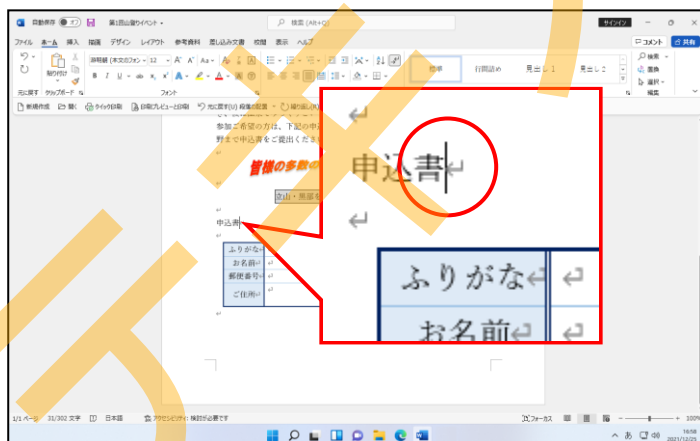 自動保存 オフ 第1回山登りイベント 検索 (Alt+Q) サインイン
ファイル ホーム 挿入 描画 デザイン レイアウト 参考資料 差し込み文書 校閲 表示 ヘルプ コメント 共有
游明朝 (本文のフォント) 12
貼り付け
標準 行間詰め 見出し 1 見出し 2
検索
置換
選択
元に戻す クリップボード フォント 編集
新規作成 開く クイック印刷 印刷プレビューと印刷 元に戻す(U) 段落の配置
参加ご希望の方は、下記の申
野まで申込書をご提出くださ
皆様の多数の
立山・黒部を
申込書
ふりがな
お名前
郵便番号
ご住所
申込書
ふりがな
お名前
1/1 ページ 31/302 文字 日本語 アクセシビリティ: 検討が必要です フォーカス 100%
あ 16:58
2021/11/25